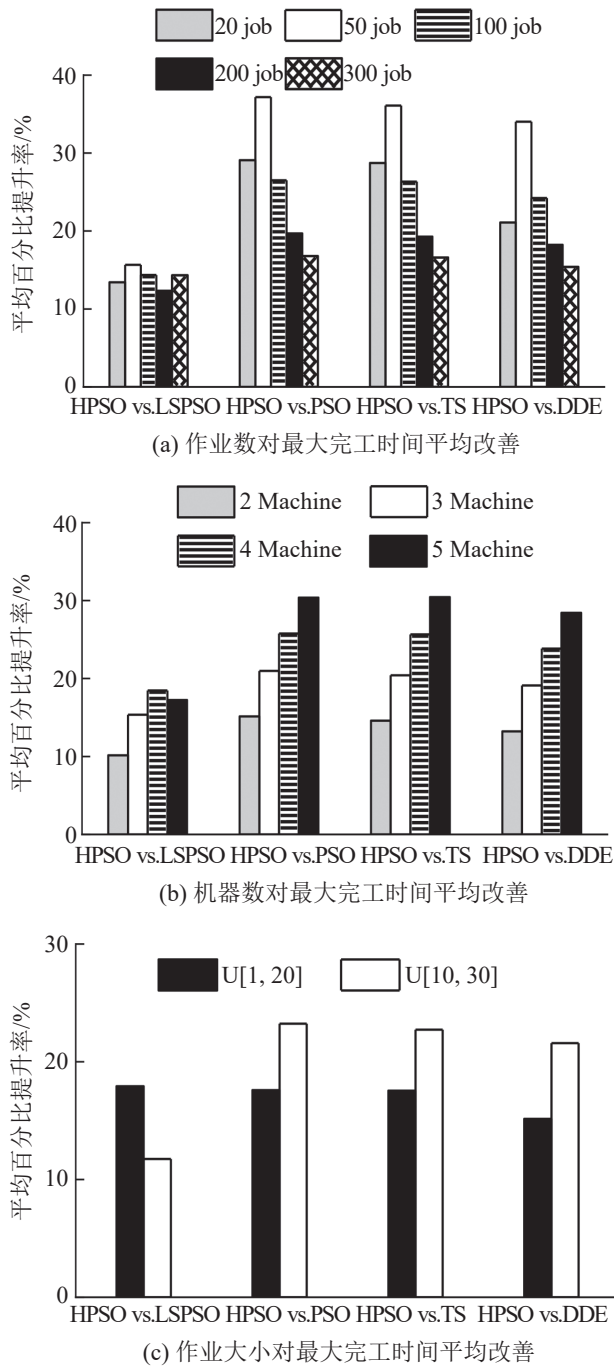 20 job 50 job 100 job
200 job 300 job
平均百分比提升率/%
40
30
20
10
0
HPSO vs.LSPSO HPSO vs.PSO HPSO vs.TS HPSO vs.DDE
(a) 作业数对最大完工时间平均改善
2 Machine 3 Machine
4 Machine 5 Machine
平均百分比提升率/%
40
30
20
10
0
HPSO vs.LSPSO HPSO vs.PSO HPSO vs.TS HPSO vs.DDE
(b) 机器数对最大完工时间平均改善
U[1, 20] U[10, 30]
平均百分比提升率/%
30
20
10
0
HPSO vs.LSPSO HPSO vs.PSO HPSO vs.TS HPSO vs.DDE
(c) 作业大小对最大完工时间平均改善